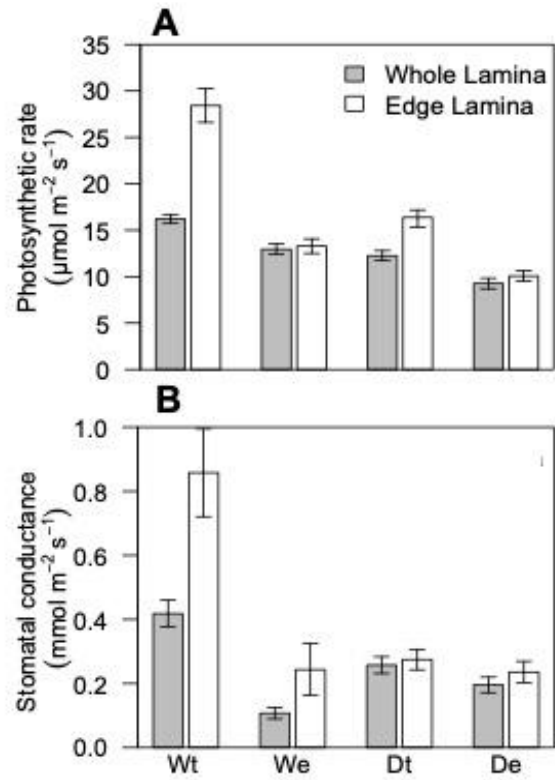 A
35
30
25
20
15
10
5
0
Photosynthetic rate
(µmol m⁻² s⁻¹)
Whole Lamina
Edge Lamina
B
1.0
0.8
0.6
0.4
0.2
0.0
Stomatal conductance
(mmol m⁻² s⁻¹)
Wt We Dt De